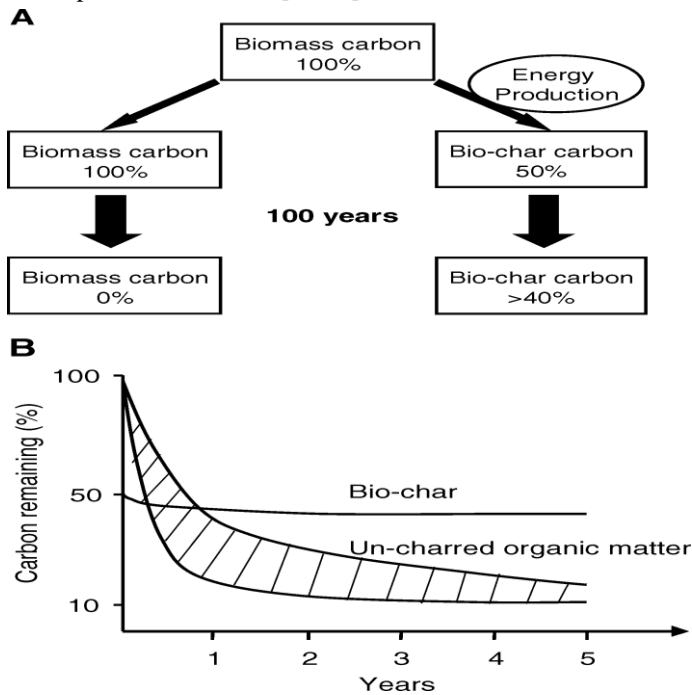 A
Biomass carbon
100%
Energy
Production
Biomass carbon
100%
Bio-char carbon
50%
100 years
Biomass carbon
0%
Bio-char carbon
>40%
B
100
50
10
Carbon remaining (%)
Bio-char
Un-charred organic matter
1 2 3 4 5
Years